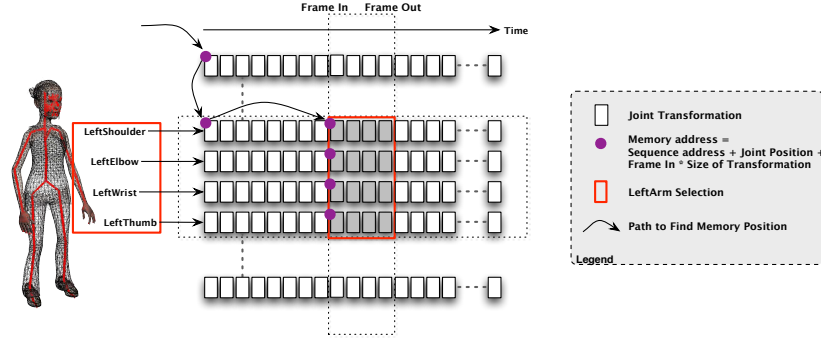 Frame In Frame Out
Time
LeftShoulder
LeftElbow
LeftWrist
LeftThumb
Joint Transformation
Memory address =
Sequence address + Joint Position +
Frame In * Size of Transformation
LeftArm Selection
Path to Find Memory Position
Legend